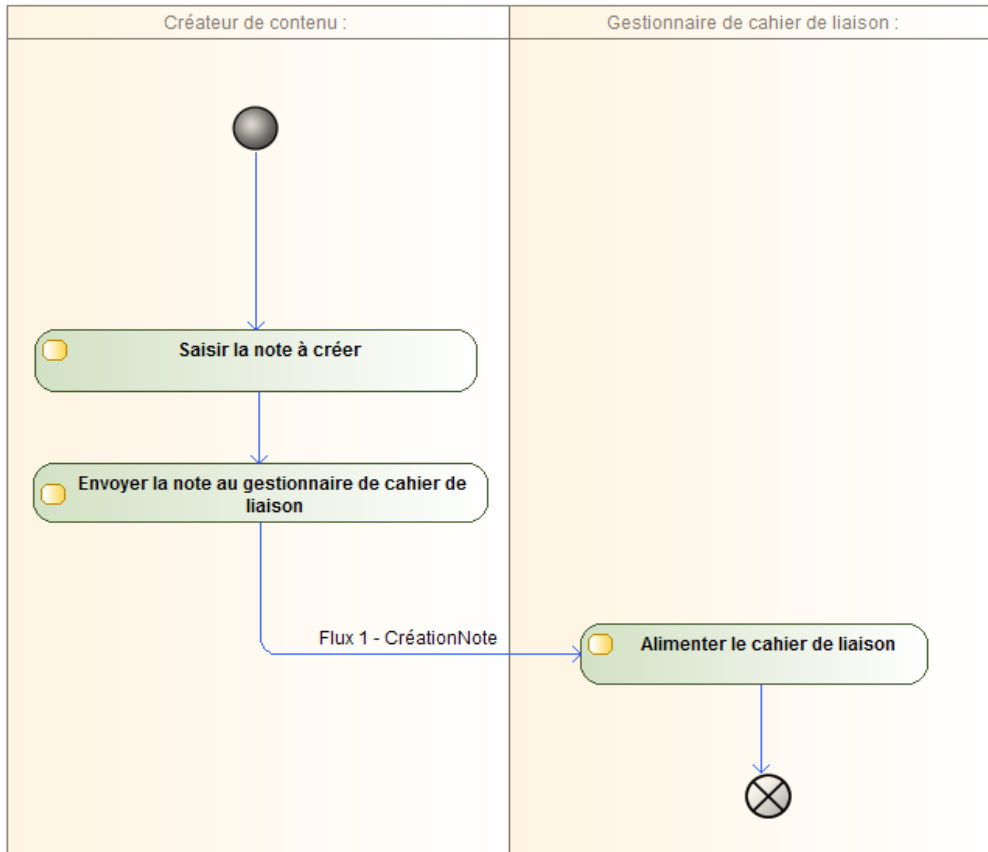 Créateur de contenu :
Gestionnaire de cahier de liaison :
Saisir la note à créer
Envoyer la note au gestionnaire de cahier de
liaison
Flux 1 - CréationNote
Alimenter le cahier de liaison